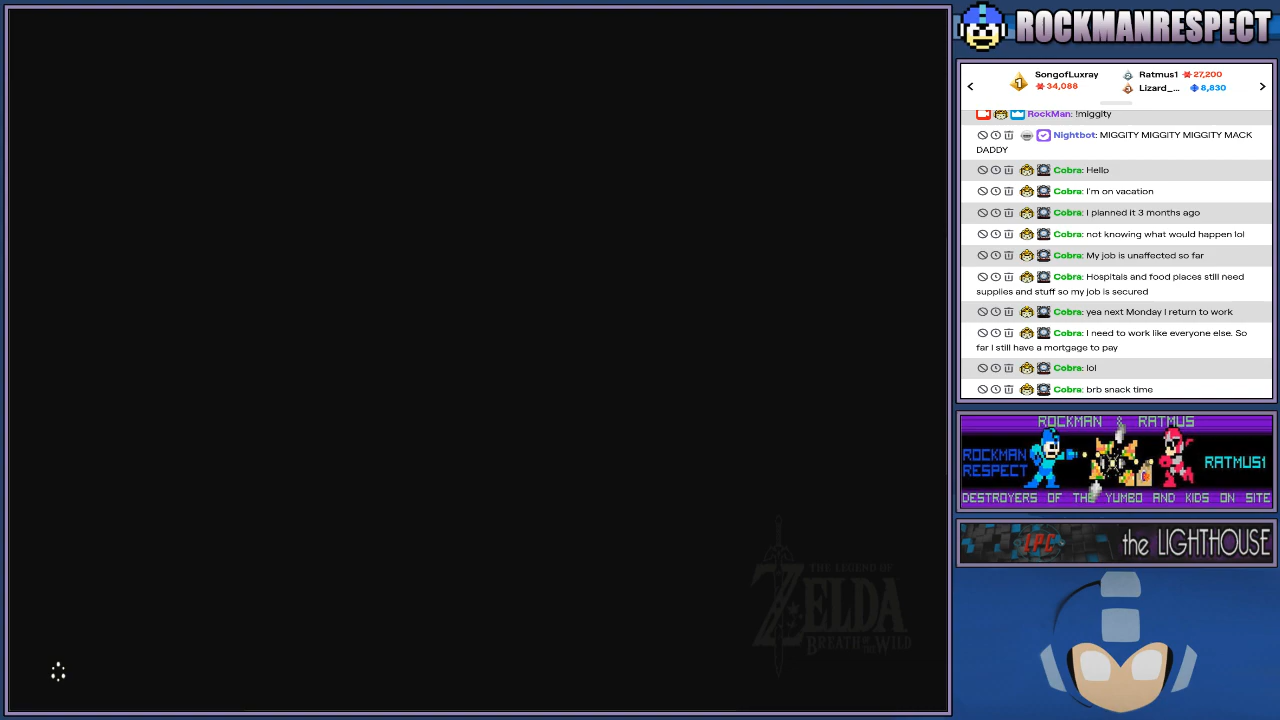 ROCKMANRESPECT
SongofLuxray
34,086
Ratmus1 27,200
Lizard_... 8,830
RockMan: !miggity
Nightbot: MIGGITY MIGGITY MIGGITY MACK
DADDY
Cobra: Hello
Cobra: I'm on vacation
Cobra: I planned it 3 months ago
Cobra: not knowing what would happen lol
Cobra: My job is unaffected so far
Cobra: Hospitals and food places still need
supplies and stuff so my job is secured
Cobra: yea next Monday I return to work
Cobra: I need to work like everyone else. So
far I still have a mortgage to pay
Cobra: lol
Cobra: brb snack time
ROCKMAN & RATMUS
ROCKMAN
RESPECT
RATMUS1
DESTROYERS OF THE YUMBO AND KIDS ON SITE
LPC the LIGHTHOUSE
THE LEGEND OF
ZELDA
BREATH OF THE WILD